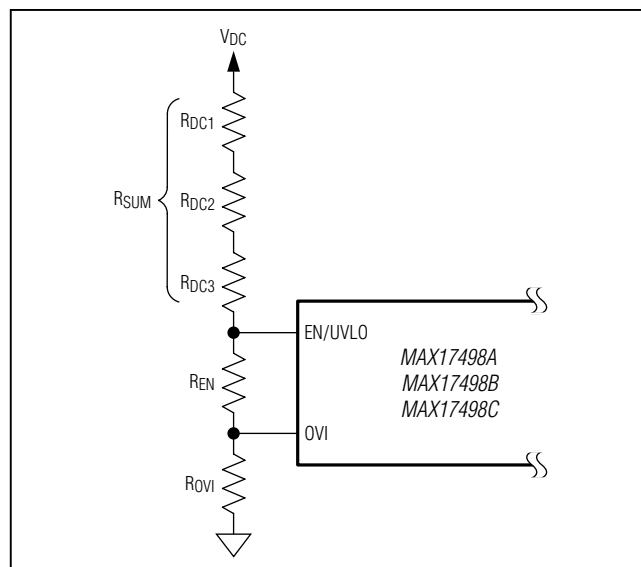 VDC
RDC1
RSUM
RDC2
RDC3
EN/UVLO
MAX17498A
MAX17498B
MAX17498C
REN
OVI
ROVI